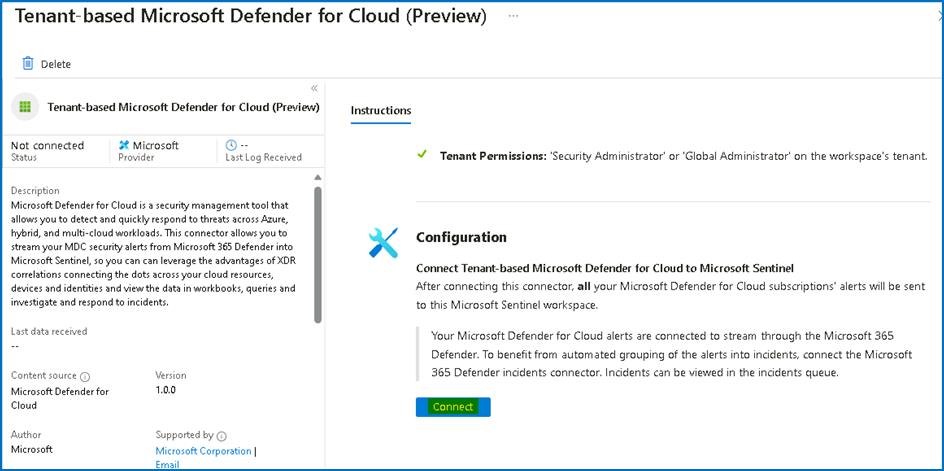 Tenant-based Microsoft Defender for Cloud (Preview) ...
Delete
«
Tenant-based Microsoft Defender for Cloud (Preview)
Not connected
Status
Microsoft
Provider
--
Last Log Received
Description
Microsoft Defender for Cloud is a security management tool that
allows you to detect and quickly respond to threats across Azure,
hybrid, and multi-cloud workloads. This connector allows you to
stream your MDC security alerts from Microsoft 365 Defender into
Microsoft Sentinel, so you can can leverage the advantages of XDR
correlations connecting the dots across your cloud resources,
devices and identities and view the data in workbooks, queries and
investigate and respond to incidents.
Last data received
--
Content source
Microsoft Defender for
Cloud
Version
1.0.0
Author
Microsoft
Supported by
Microsoft Corporation |
Email
Instructions
Tenant Permissions: 'Security Administrator' or 'Global Administrator' on the workspace's tenant.
Configuration
Connect Tenant-based Microsoft Defender for Cloud to Microsoft Sentinel
After connecting this connector, all your Microsoft Defender for Cloud subscriptions' alerts will be sent
to this Microsoft Sentinel workspace.
Your Microsoft Defender for Cloud alerts are connected to stream through the Microsoft 365
Defender. To benefit from automated grouping of the alerts into incidents, connect the Microsoft
365 Defender incidents connector. Incidents can be viewed in the incidents queue.
Connect